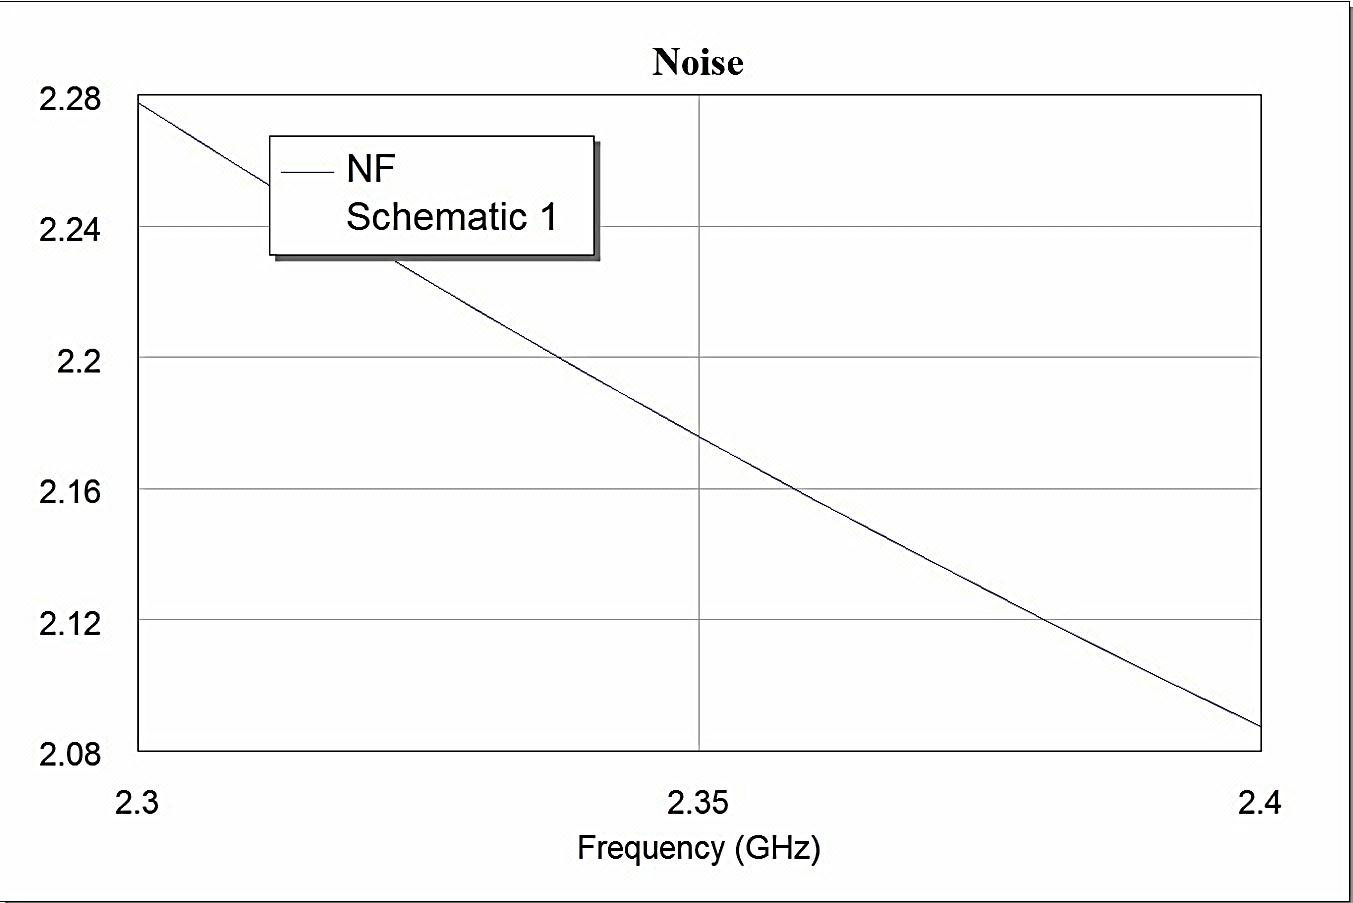 Noise
2.28
NF
Schematic 1
2.24
2.2
2.16
2.12
2.08
2.3 2.35 2.4
Frequency (GHz)